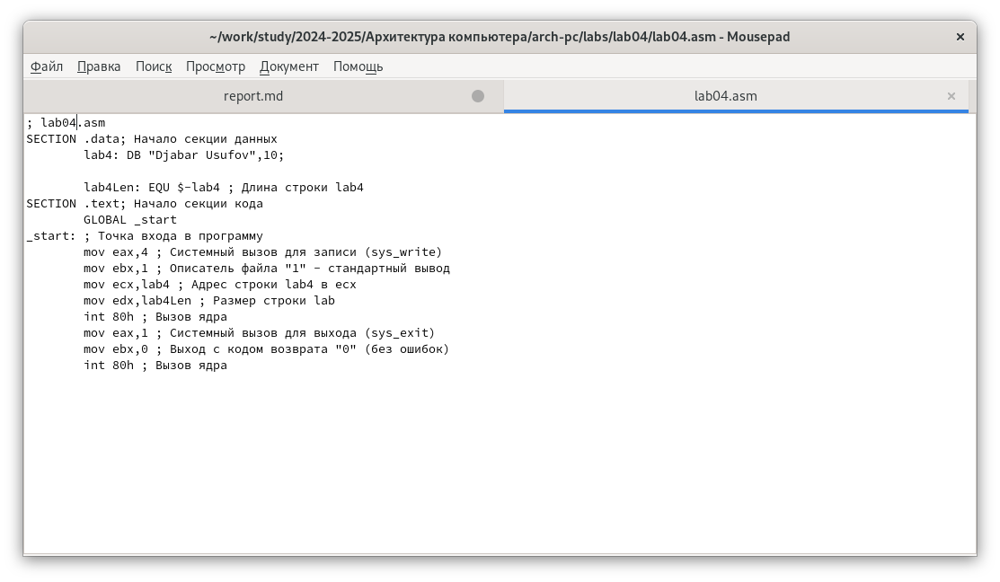 ~/work/study/2024-2025/Архитектура компьютера/arch-pc/labs/lab04/lab04.asm - Mousepad
Файл Правка Поиск Просмотр Документ Помощь
report.md lab04.asm
; lab04.asm
SECTION .data; Начало секции данных
        lab4: DB "Djabar Usufov",10;

        lab4Len: EQU $-lab4 ; Длина строки lab4
SECTION .text; Начало секции кода
        GLOBAL _start
_start: ; Точка входа в программу
        mov eax,4 ; Системный вызов для записи (sys_write)
        mov ebx,1 ; Описатель файла "1" - стандартный вывод
        mov ecx,lab4 ; Адрес строки lab4 в ecx
        mov edx,lab4Len ; Размер строки lab
        int 80h ; Вызов ядра
        mov eax,1 ; Системный вызов для выхода (sys_exit)
        mov ebx,0 ; Выход с кодом возврата "0" (без ошибок)
        int 80h ; Вызов ядра